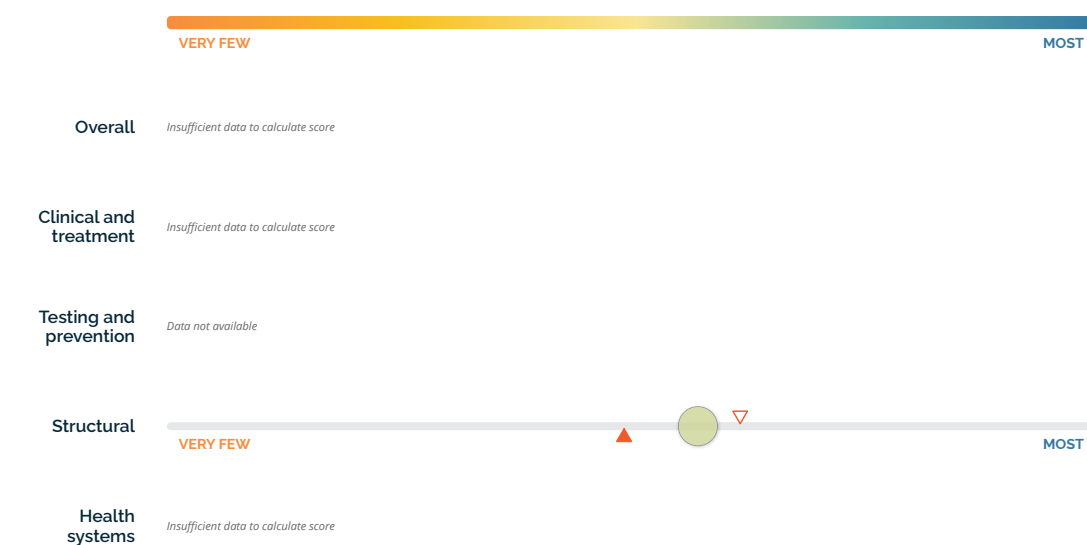 VERY FEW
MOST
Overall
Insufficient data to calculate score
Clinical and
treatment
Insufficient data to calculate score
Testing and
prevention
Data not available
Structural
VERY FEW
MOST
Health
systems
Insufficient data to calculate score